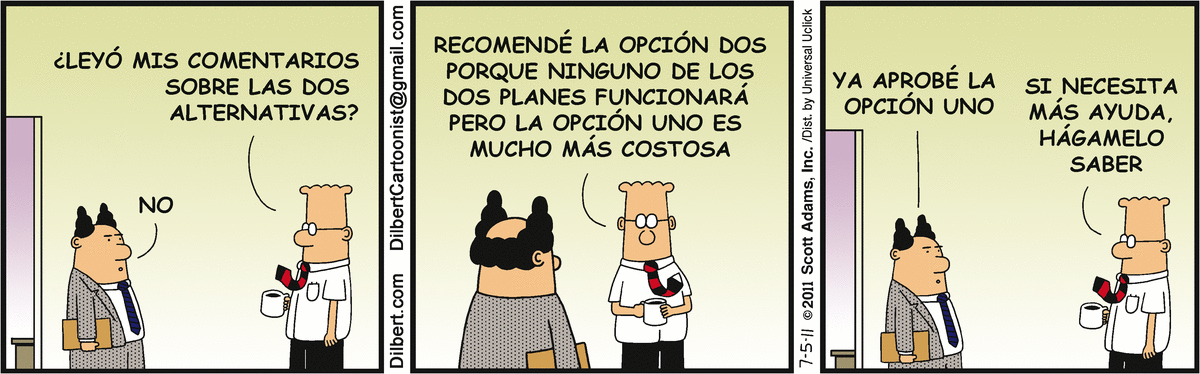 ¿LEYÓ MIS COMENTARIOS
SOBRE LAS DOS
ALTERNATIVAS?
NO
Dilbert.com DilbertCartoonist@gmail.com
RECOMENDÉ LA OPCIÓN DOS
PORQUE NINGUNO DE LOS
DOS PLANES FUNCIONARÁ
PERO LA OPCIÓN UNO ES
MUCHO MÁS COSTOSA
7-5-11 ©2011 Scott Adams, Inc. /Dist. by Universal Uclick
YA APROBÉ LA
OPCIÓN UNO
SI NECESITA
MÁS AYUDA,
HÁGAMELO
SABER